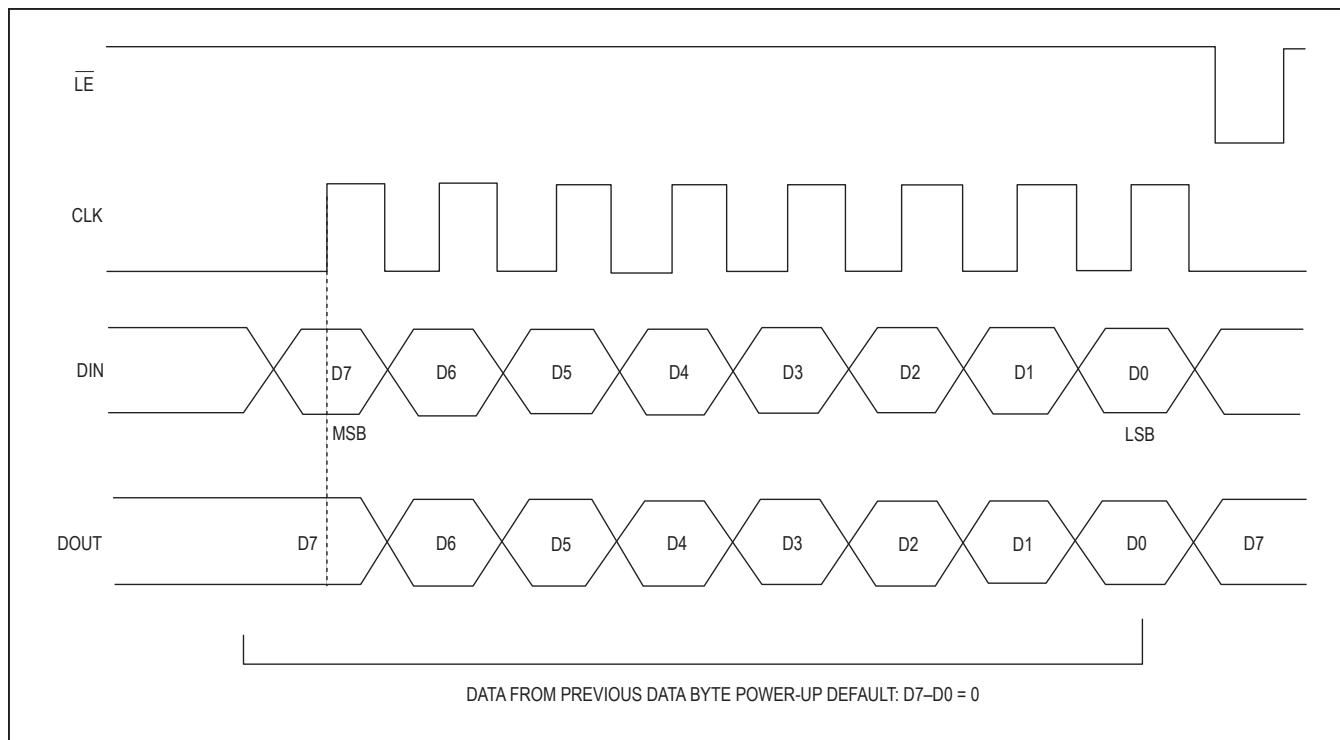 LE
CLK
DIN
D7 D6 D5 D4 D3 D2 D1 D0
MSB LSB
DOUT
D7 D6 D5 D4 D3 D2 D1 D0 D7
DATA FROM PREVIOUS DATA BYTE POWER-UP DEFAULT: D7–D0 = 0